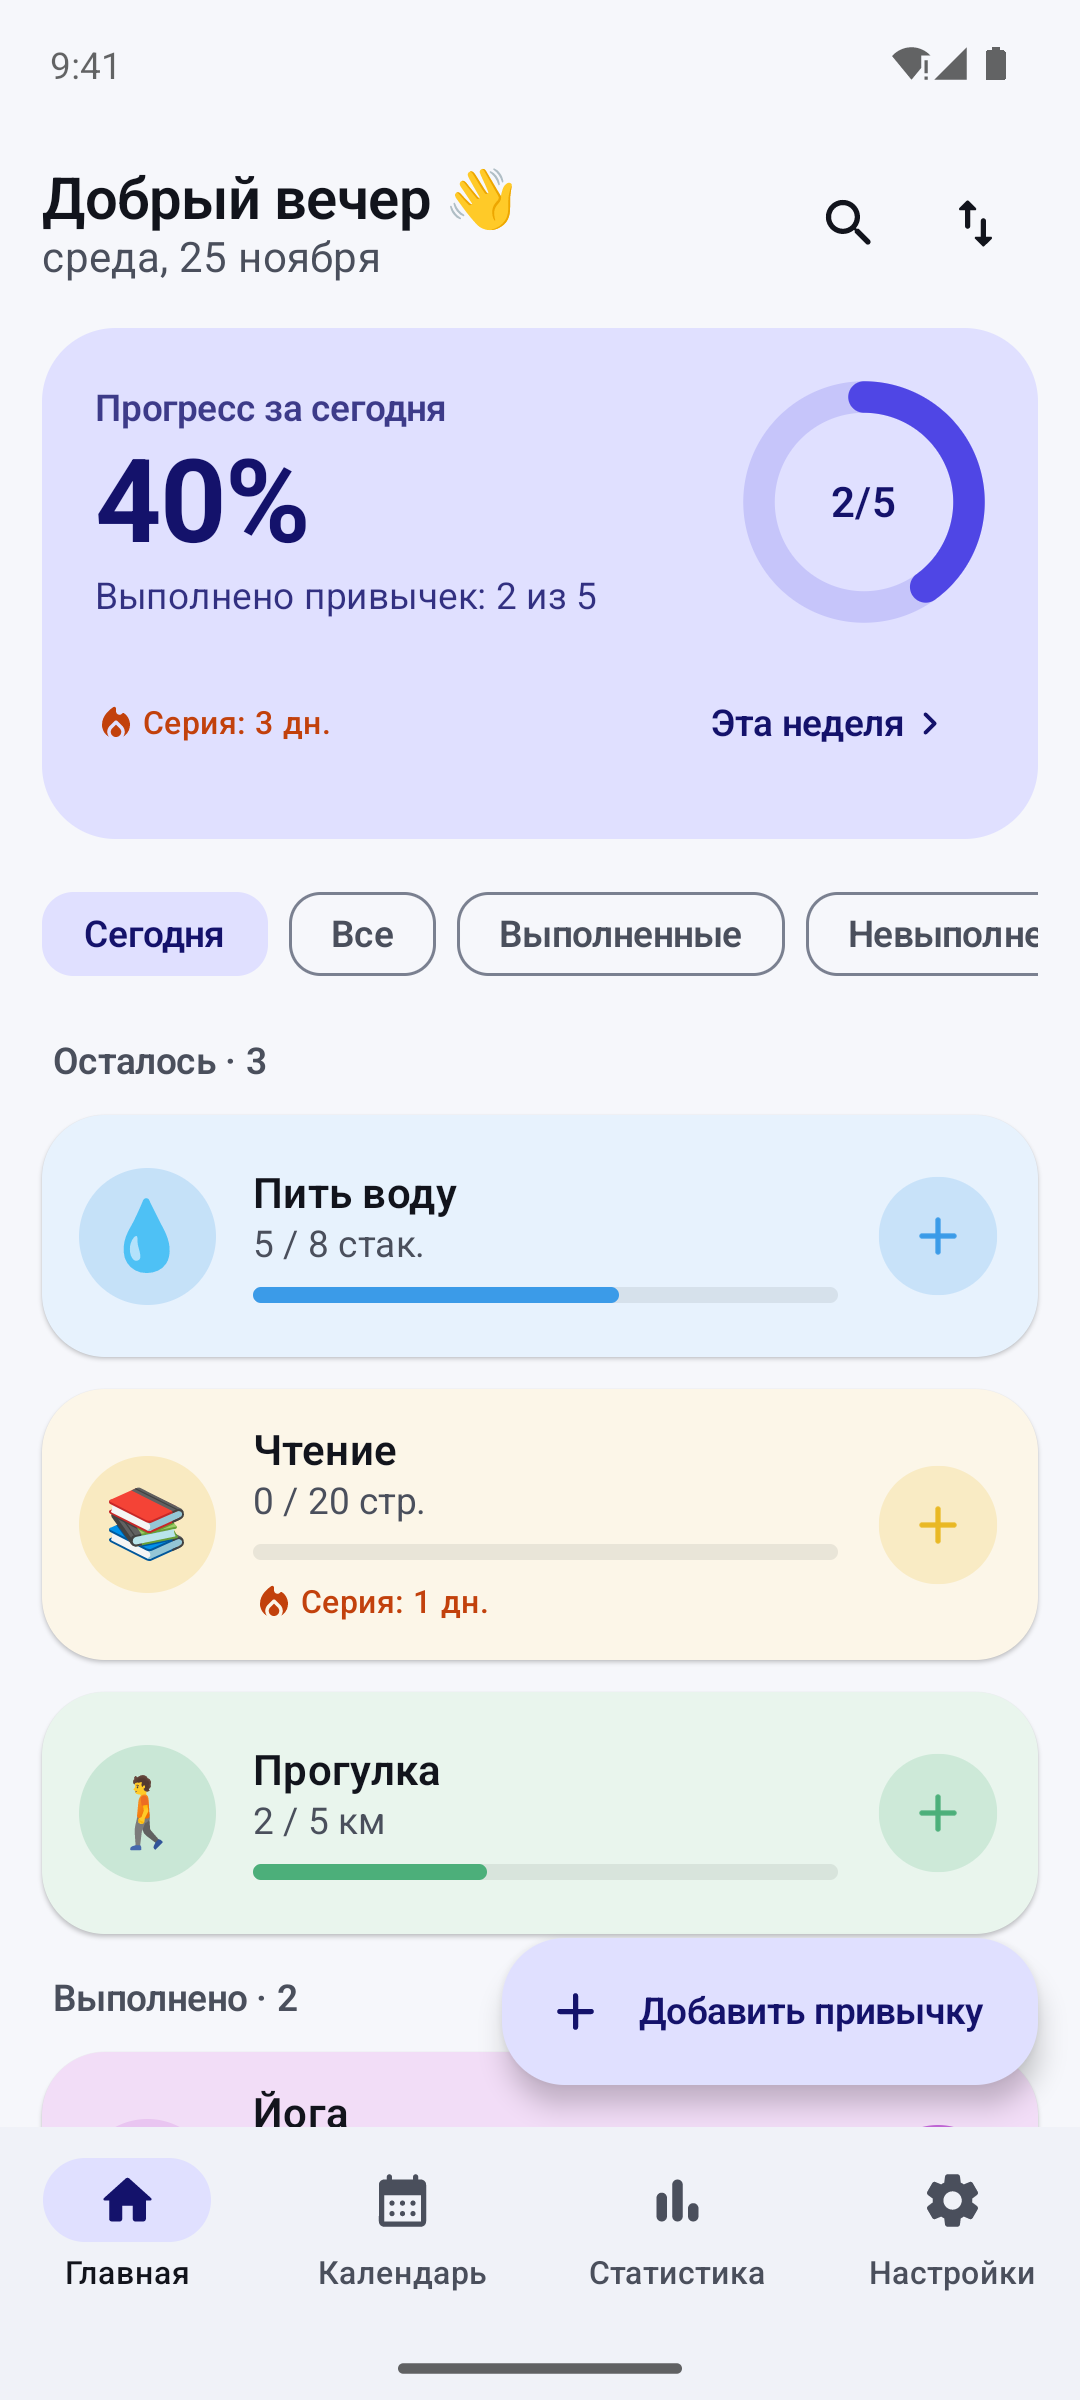 9:41
Добрый вечер 👋
среда, 25 ноября
Прогресс за сегодня
40%
2/5
Выполнено привычек: 2 из 5
Серия: 3 дн.
Эта неделя
Сегодня
Все
Выполненные
Невыполне
Осталось · 3
Пить воду
5 / 8 стак.
Чтение
0 / 20 стр.
Серия: 1 дн.
Прогулка
2 / 5 км
Выполнено · 2
Добавить привычку
Йога
Главная
Календарь
Статистика
Настройки